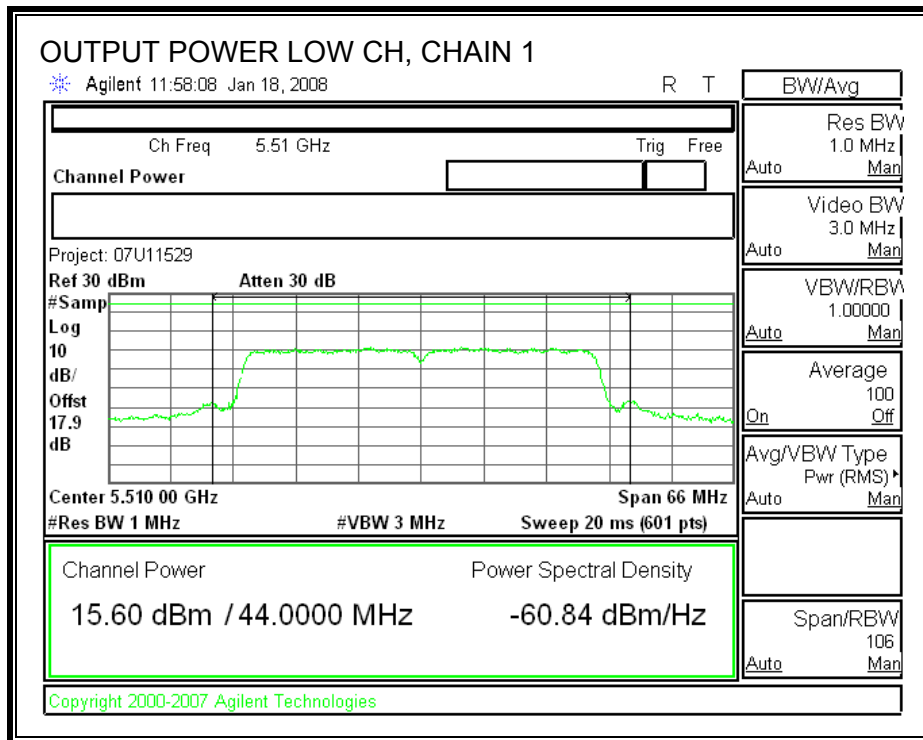 OUTPUT POWER LOW CH, CHAIN 1
Agilent 11:58:08 Jan 18, 2008 R T
Ch Freq 5.51 GHz Trig Free
Channel Power
Project: 07U11529
Ref 30 dBm Atten 30 dB
#Samp
Log
10
dB/
Offst
17.9
dB
Center 5.510 00 GHz Span 66 MHz
#Res BW 1 MHz #VBW 3 MHz Sweep 20 ms (601 pts)
Channel Power Power Spectral Density
15.60 dBm / 44.0000 MHz -60.84 dBm/Hz
Copyright 2000-2007 Agilent Technologies
BW/Avg
Res BW
1.0 MHz
Auto Man
Video BW
3.0 MHz
Auto Man
VBW/RBW
1.00000
Auto Man
Average
100
On Off
Avg/VBW Type
Pwr (RMS)
Auto Man
Span/RBW
106
Auto Man